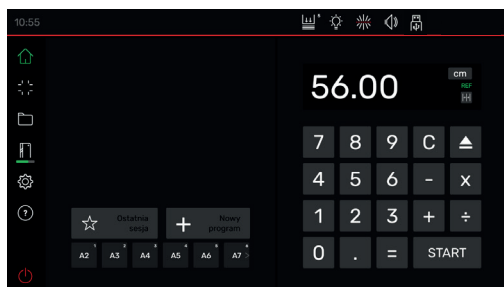 10:55
56.00
cm
REF
7 8 9 C
4 5 6 - x
1 2 3 + ÷
0 . = START
Ostatnia
sesja
Nowy
program
A2 A3 A4 A5 A6 A7
?